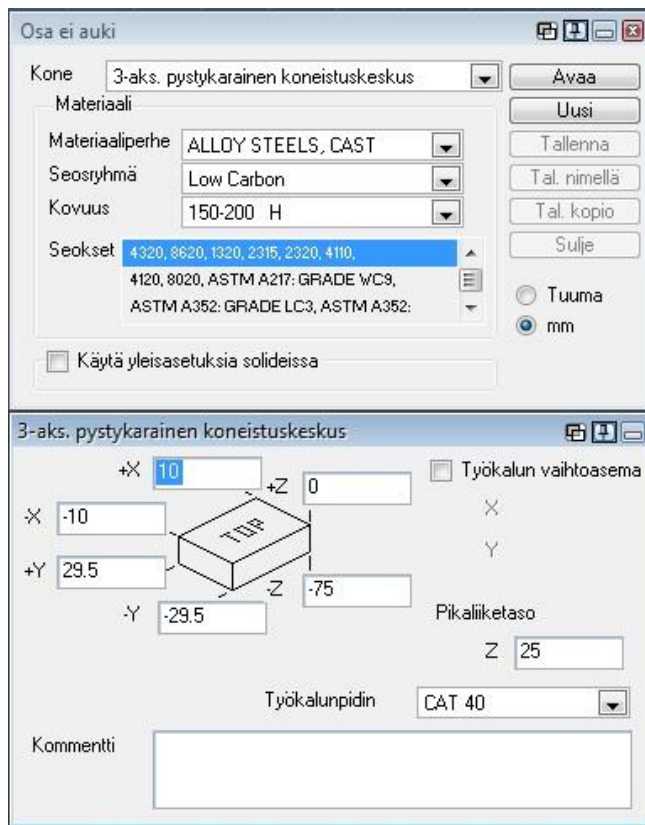 Osa ei auki
Kone 3-aks. pystykarainen koneistuskeskus
Avaa
Materiaali
Uusi
Materiaaliperhe ALLOY STEELS, CAST
Tallenna
Seosryhmä Low Carbon
Tal. nimellä
Kovuus 150-200 H
Tal. kopio
Seokset 4320, 8620, 1320, 2315, 2320, 4110,
4120, 8020, ASTM A217: GRADE WC9,
ASTM A352: GRADE LC3, ASTM A352:
Sulje
Tuuma
mm
Käytä yleisasetuksia solideissa
3-aks. pystykarainen koneistuskeskus
+X 10
+Z 0
Työkalun vaihtoasema
-X -10
X
TOP
Y
+Y 29.5
-Z -75
-Y -29.5
Pikaliiketaso
Z 25
Työkalunpidin CAT 40
Kommentti